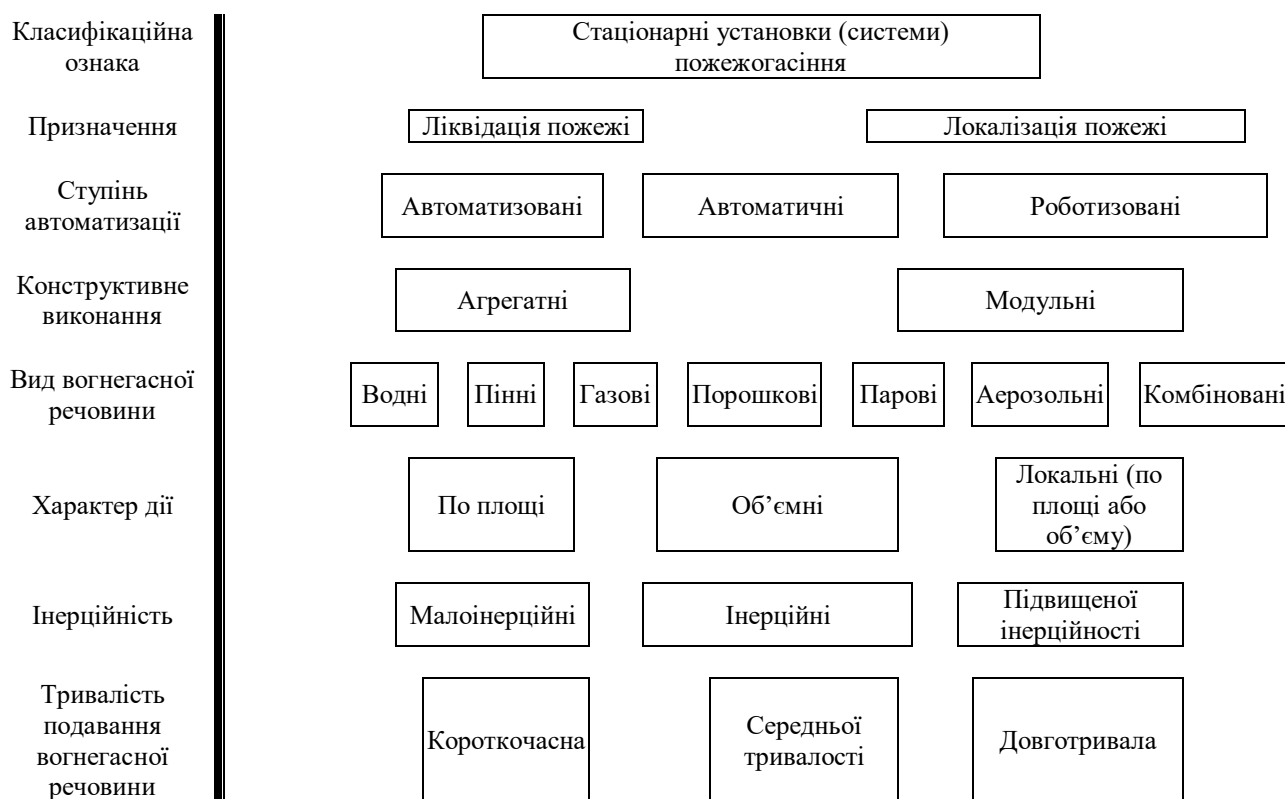 Класифікаційна
ознака
Стаціонарні установки (системи)
пожежогасіння
Призначення
Ліквідація пожежі
Локалізація пожежі
Ступінь
автоматизації
Автоматизовані
Автоматичні
Роботизовані
Конструктивне
виконання
Агрегатні
Модульні
Вид вогнегасної
речовини
Водні
Пінні
Газові
Порошкові
Парові
Аерозольні
Комбіновані
Характер дії
По площі
Об’ємні
Локальні (по
площі або
об’єму)
Інерційність
Малоінерційні
Інерційні
Підвищеної
інерційності
Тривалість
подавання
вогнегасної
речовини
Короткочасна
Середньої
тривалості
Довготривала